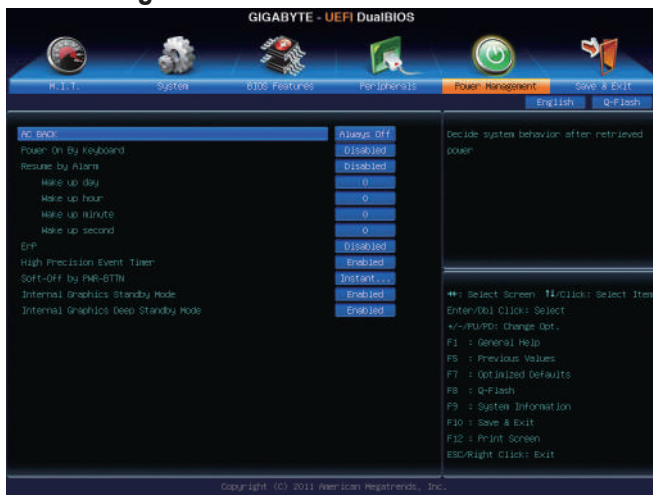 GIGABYTE - UEFI DualBIOS
M.I.T.
System
BIOS Features
Peripherals
Power Management
Save & Exit
English
Q-Flash
AC BACK Always Off
Power On By Keyboard Disabled
Resume by Alarm Disabled
Wake up day 0
Wake up hour 0
Wake up minute 0
Wake up second 0
ErP Disabled
High Precision Event Timer Enabled
Soft-Off by PWR-BTTN Instant...
Internal Graphics Standby Mode Enabled
Internal Graphics Deep Standby Mode Enabled
Decide system behavior after retrieved
power
↔: Select Screen ↑↓/Click: Select Item
Enter/Dbl Click: Select
+/-/PU/PD: Change Opt.
F1 : General Help
F5 : Previous Values
F7 : Optimized Defaults
F8 : Q-Flash
F9 : System Information
F10 : Save & Exit
F12 : Print Screen
ESC/Right Click: Exit
Copyright (C) 2011 American Megatrends, Inc.